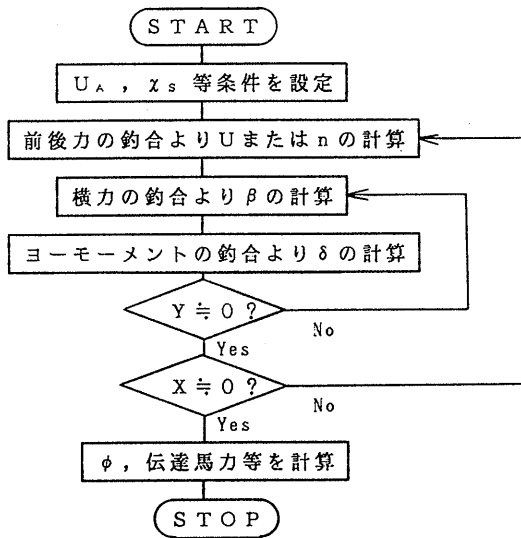 START
U_A , χ_S 等条件を設定
前後力の釣合よりUまたはnの計算
横力の釣合よりβの計算
ヨーモーメントの釣合よりδの計算
Y≒0?
No
Yes
X≒0?
No
Yes
φ,伝達馬力等を計算
STOP